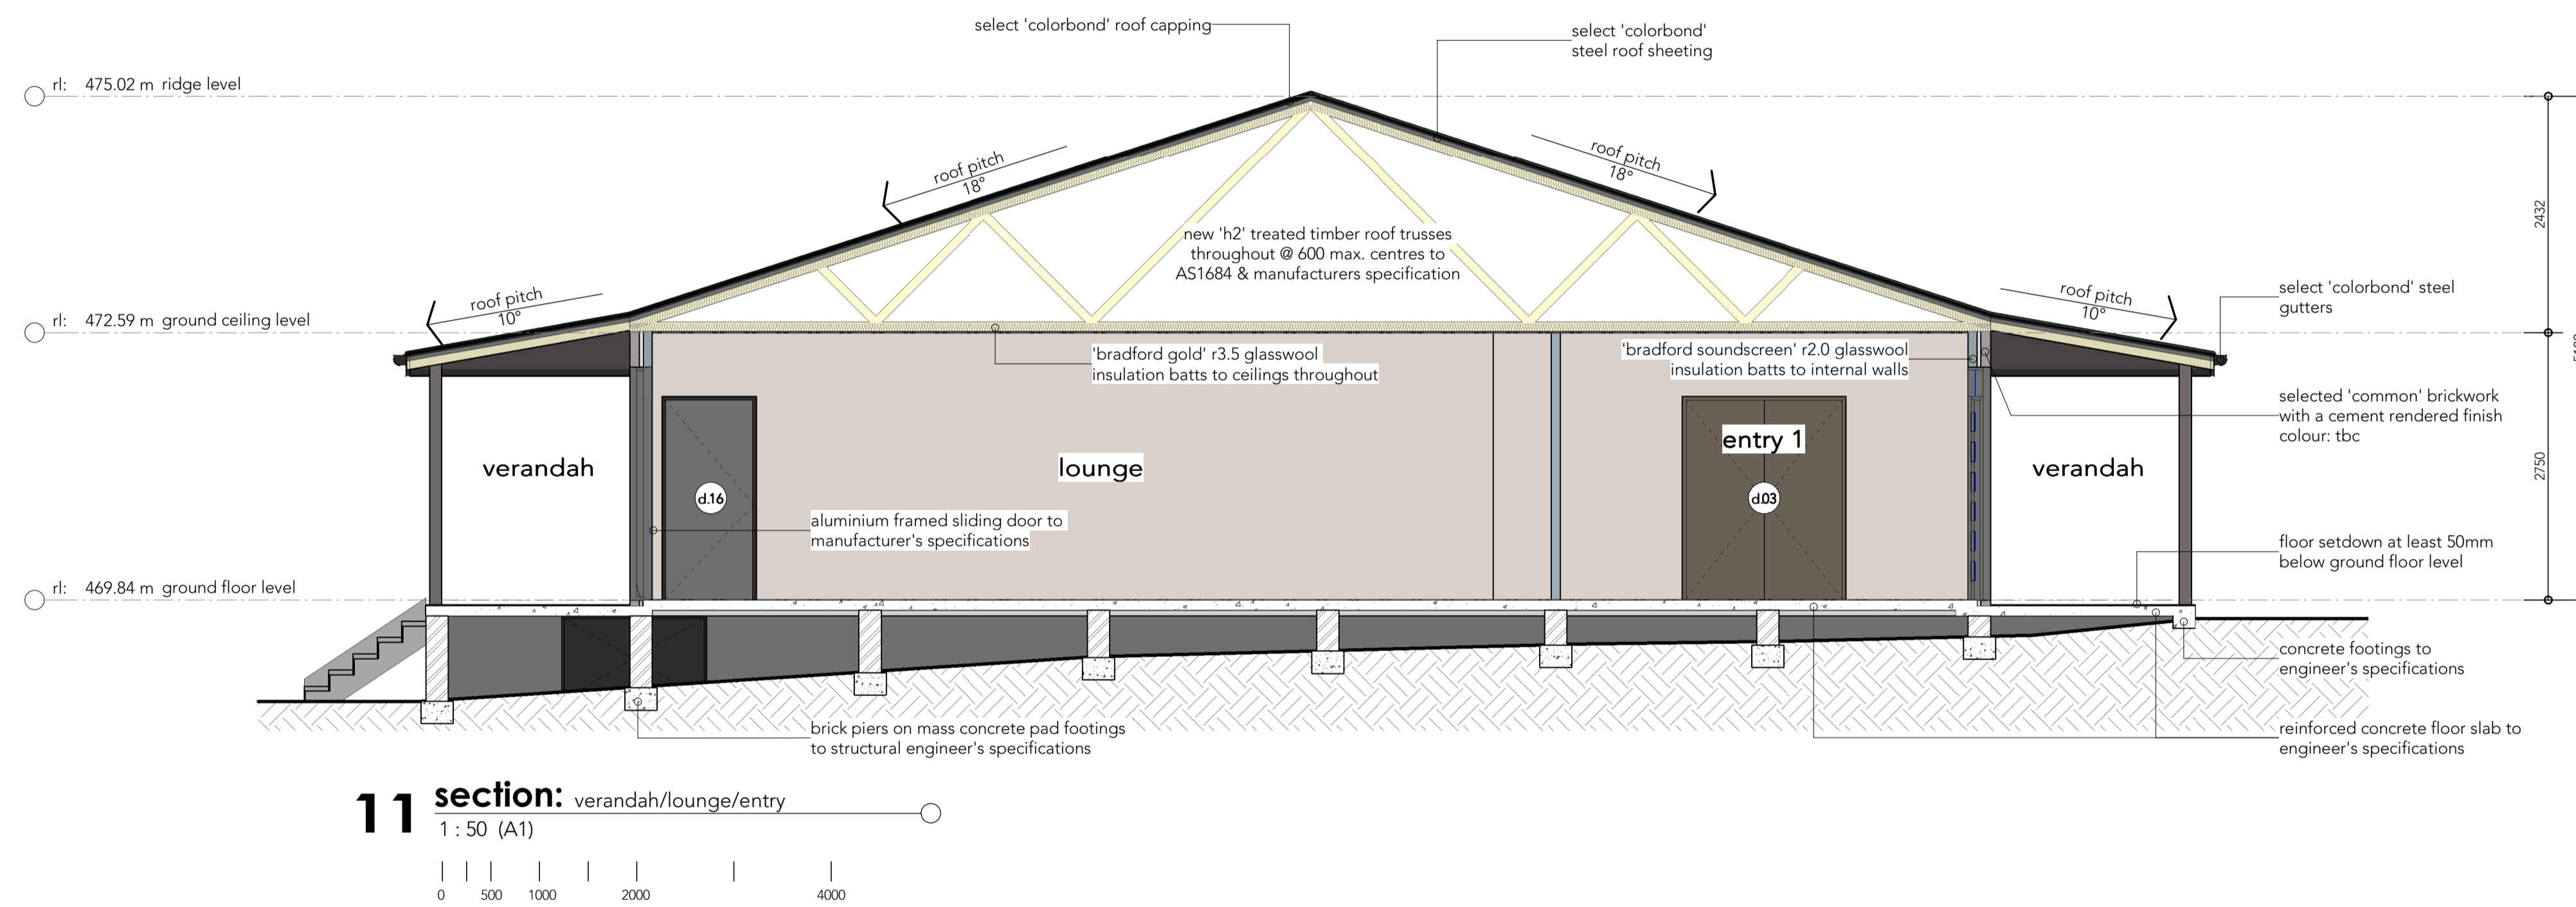 select 'colorbond' roof capping
select 'colorbond'
steel roof sheeting
rl: 475.02 m ridge level
roof pitch
18°
roof pitch
18°
2432
new 'h2' treated timber roof trusses
throughout @ 600 max. centres to
AS1684 & manufacturers specification
roof pitch
10°
roof pitch
10°
select 'colorbond' steel
gutters
rl: 472.59 m ground ceiling level
'bradford gold' r3.5 glasswool
insulation batts to ceilings throughout
'bradford soundscreen' r2.0 glasswool
insulation batts to internal walls
selected 'common' brickwork
with a cement rendered finish
colour: tbc
verandah
lounge
entry 1
verandah
2750
d.16
d.03
aluminium framed sliding door to
manufacturer's specifications
floor setdown at least 50mm
below ground floor level
rl: 469.84 m ground floor level
concrete footings to
engineer's specifications
brick piers on mass concrete pad footings
to structural engineer's specifications
reinforced concrete floor slab to
engineer's specifications
11 section: verandah/lounge/entry
1 : 50 (A1)
0 500 1000 2000 4000